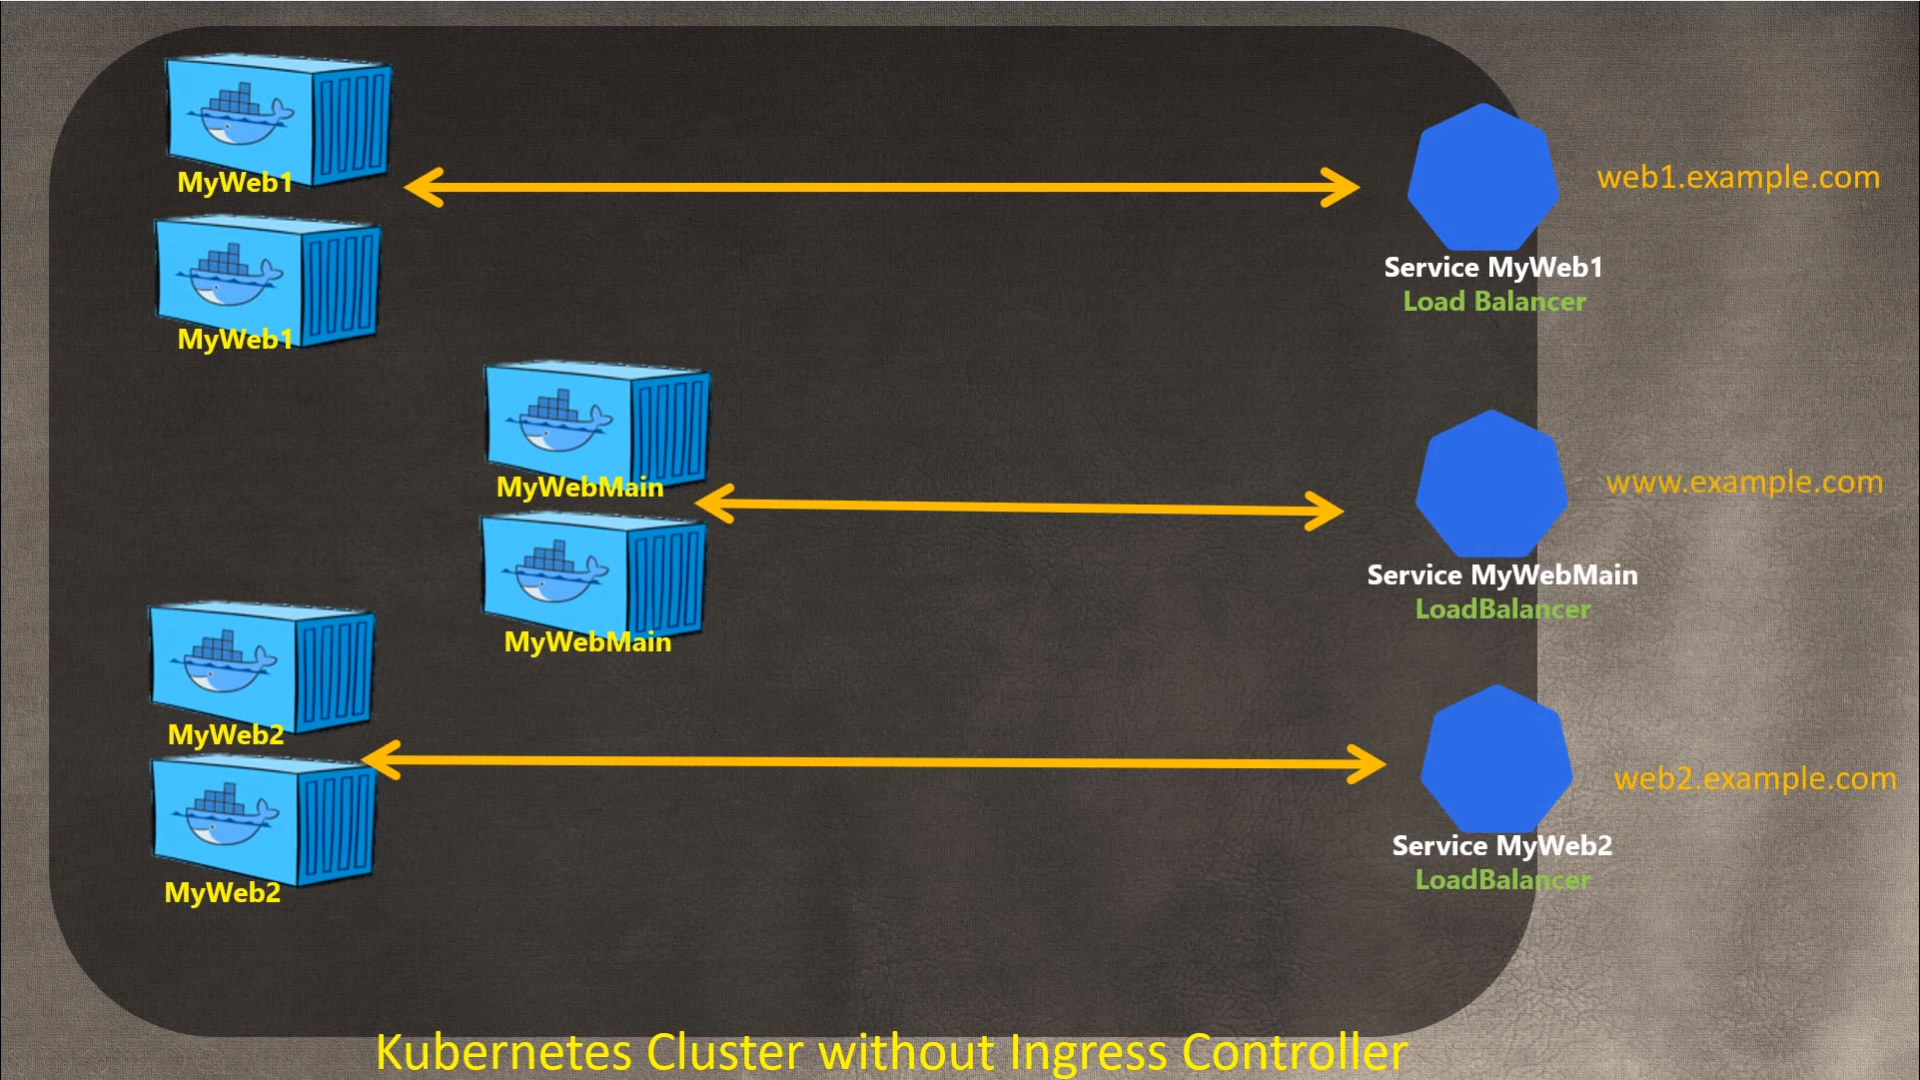 MyWeb1
MyWeb1
Service MyWeb1
Load Balancer
web1.example.com
MyWebMain
MyWebMain
Service MyWebMain
LoadBalancer
www.example.com
MyWeb2
MyWeb2
Service MyWeb2
LoadBalancer
web2.example.com
Kubernetes Cluster without Ingress Controller